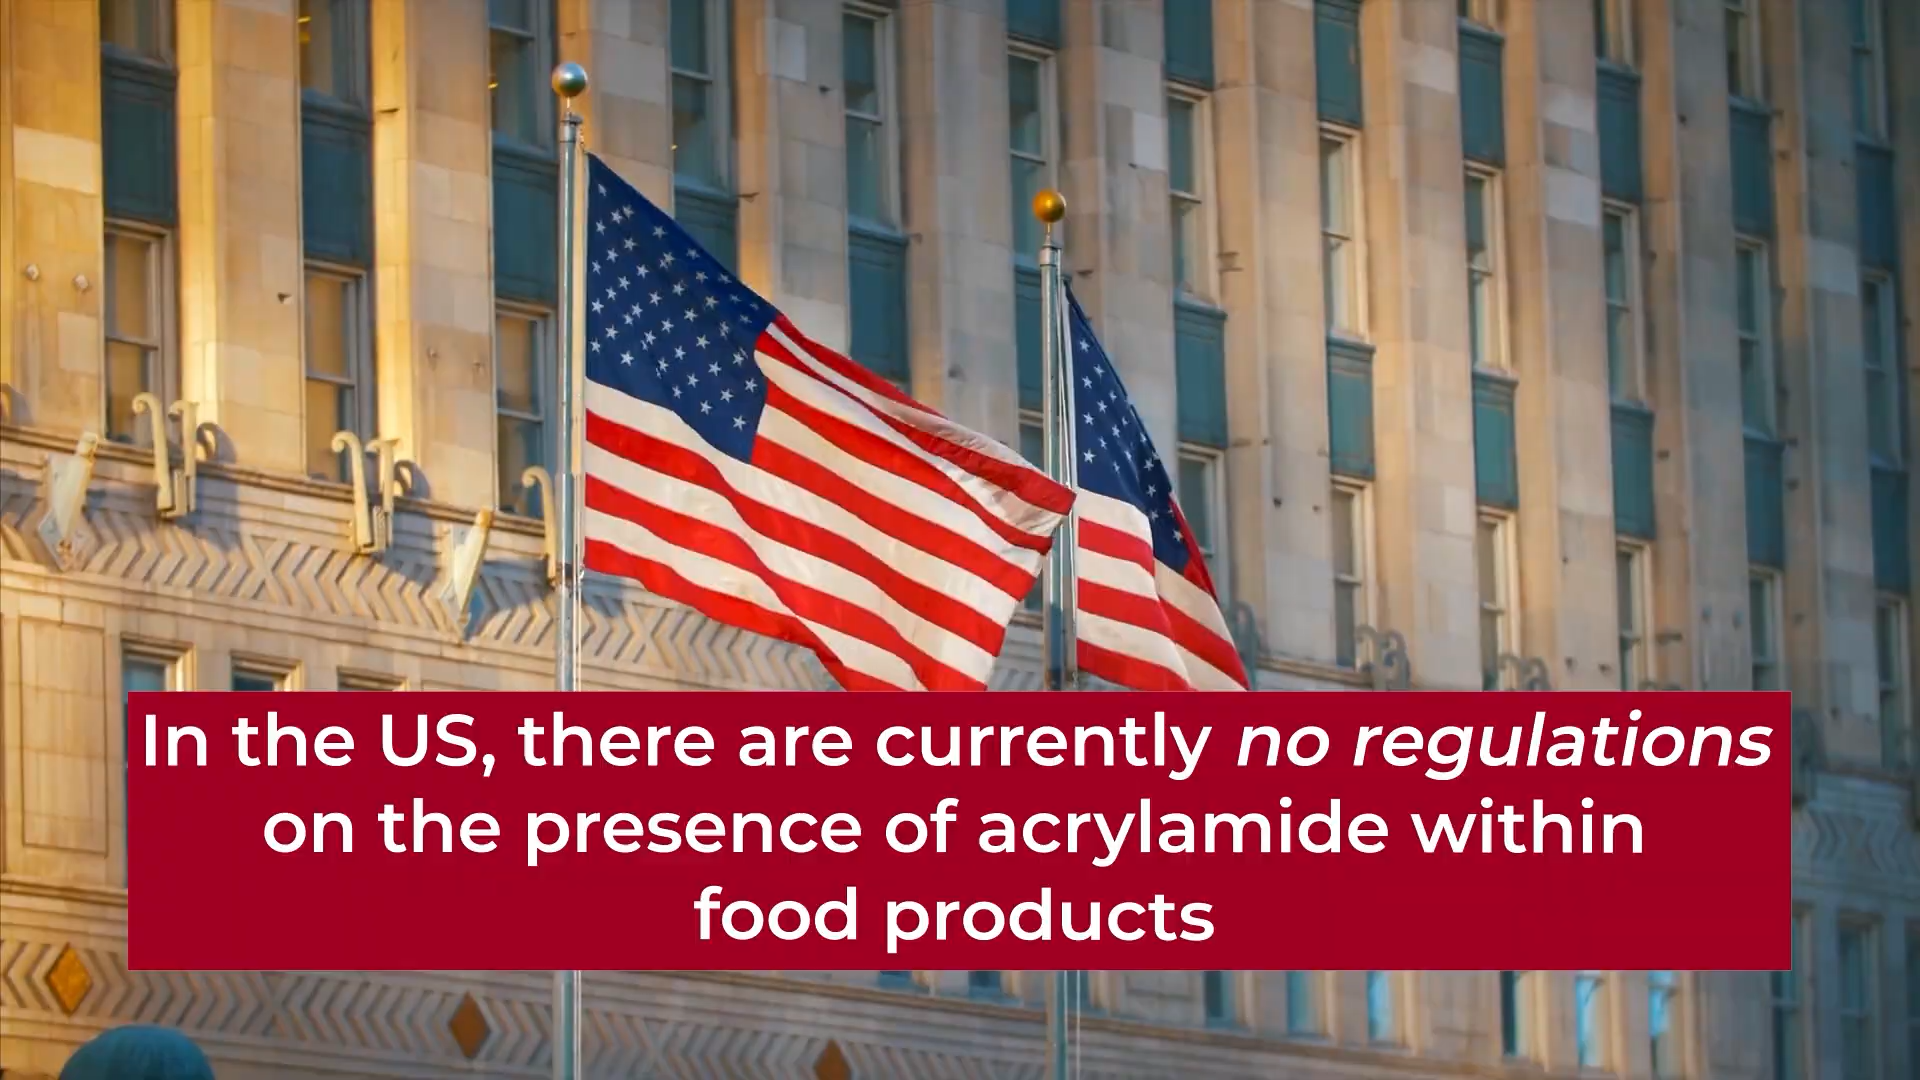 In the US, there are currently no regulations
on the presence of acrylamide within
food products